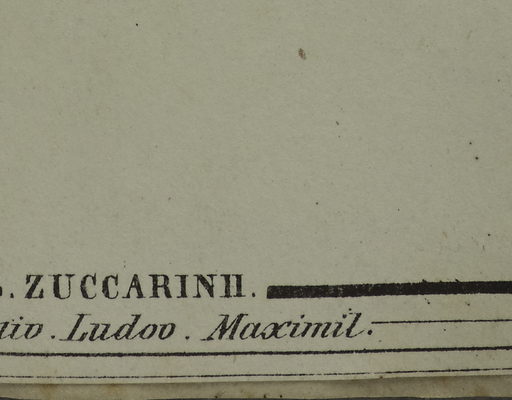 . ZUCCARINII.
. Ludov. Maximil.